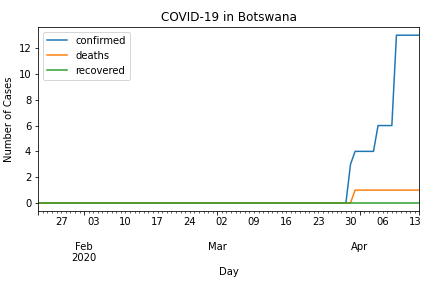 COVID-19 in Botswana
confirmed
deaths
recovered
Number of Cases
12
10
8
6
4
2
0
27 03 10 17 24 02 09 16 23 30 06 13
Feb Mar Apr
2020
Day